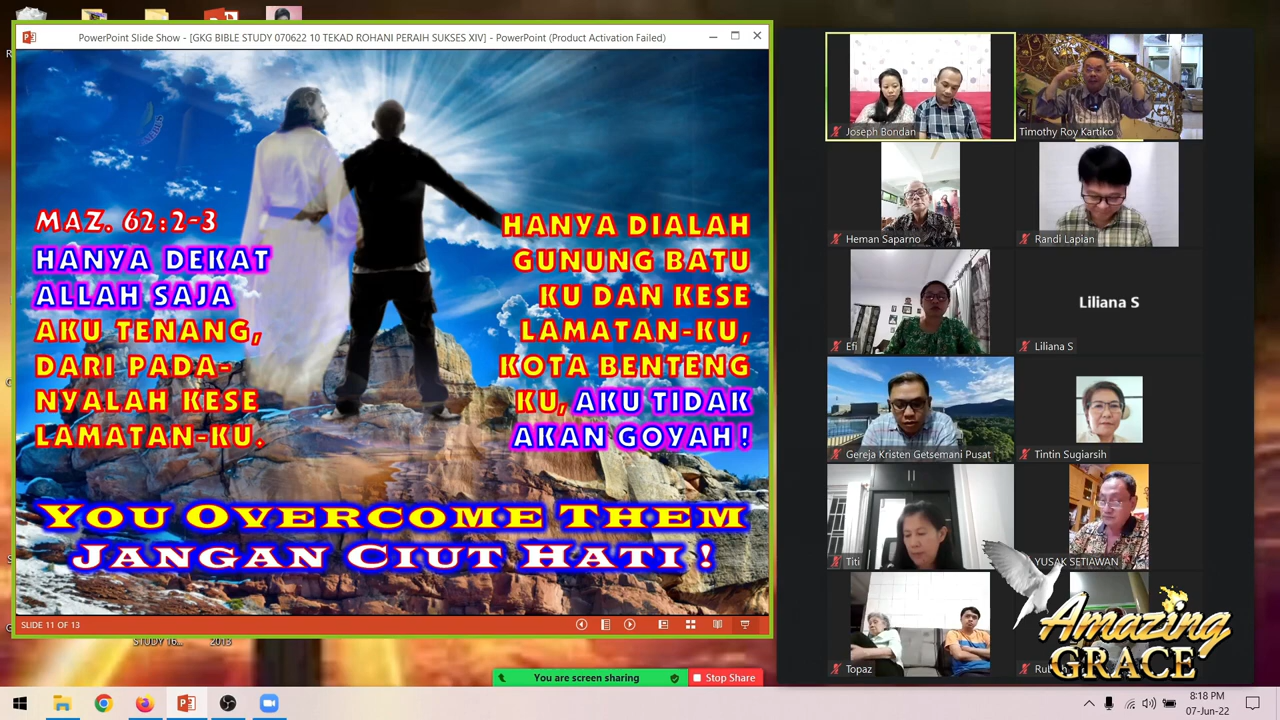 PowerPoint Slide Show - [GKG BIBLE STUDY 070622 10 TEKAD ROHANI PERAIH SUKSES XIV] - PowerPoint (Product Activation Failed)
MAZ. 62:2-3
HANYA DEKAT
ALLAH SAJA
AKU TENANG,
DARI PADA-
NYALAH KESE
LAMATAN-KU.
HANYA DIALAH
GUNUNG BATU
KU DAN KESE
LAMATAN-KU,
KOTA BENTENG
KU, AKU TIDAK
AKAN GOYAH!
YOU OVERCOME THEM
JANGAN CIUT HATI !
SLIDE 11 OF 13
STUDY 16...
2013
You are screen sharing
Stop Share
Joseph Bondan
Timothy Roy Kartiko
Heman Saparno
Randi Lapian
Efi
Liliana S
Liliana S
Gereja Kristen Getsemani Pusat
Tintin Sugiarsih
Titi
YUSAK SETIAWAN
Topaz
Amazing
GRACE
8:18 PM
07-Jun-22